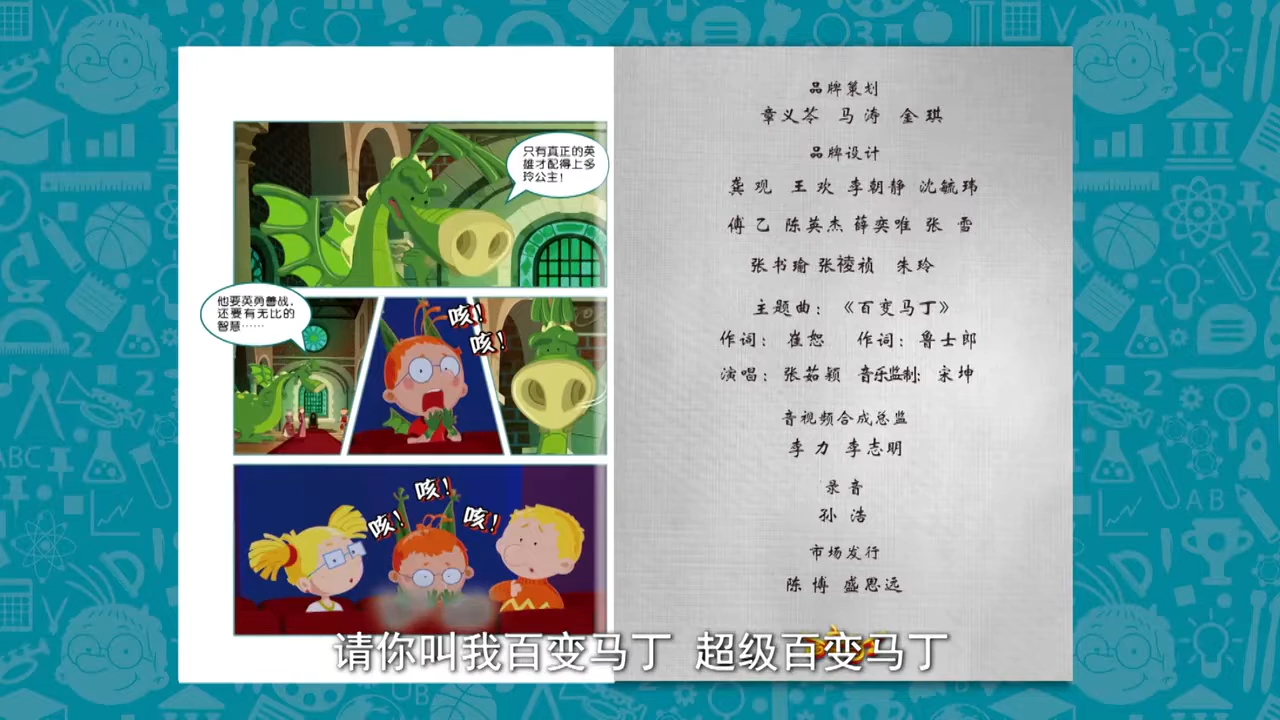 只有真正的英
雄才配得上多
玲公主！
他要英勇善战，
还要有无比的
智慧……
咳！
咳！
咳！
咳！
咳！
品牌策划
章义苓 马涛 金琪
品牌设计
龚观 王欢 李朝静 沈毓玮
傅乙 陈英杰 薛奕唯 张雪
张书瑜 张祾祯 朱玲
主题曲：《百变马丁》
作词：崔恕 作词：鲁士郎
演唱：张茹颖 音乐监制：宋坤
音视频合成总监
李力 李志明
录音
孙浩
市场发行
陈博 盛思远
请你叫我百变马丁 超级百变马丁